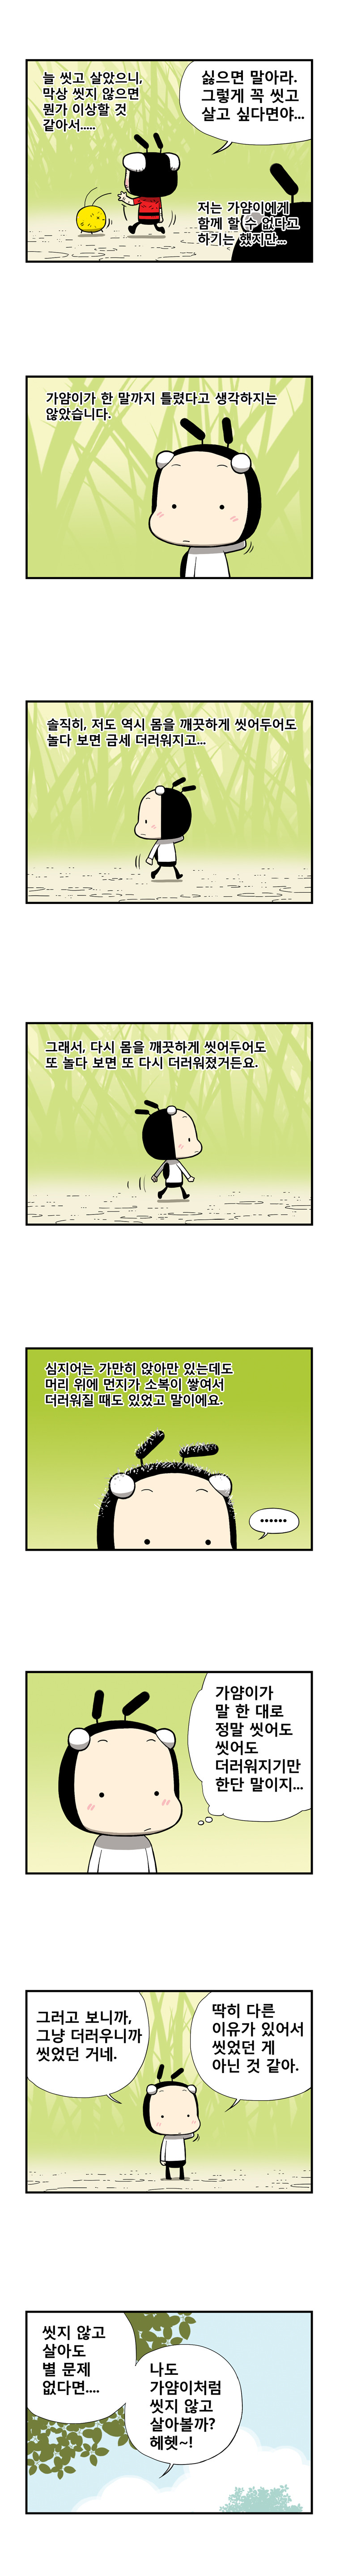 늘 씻고 살았으니,
막상 씻지 않으면
뭔가 이상할 것
같아서.....
싫으면 말아라.
그렇게 꼭 씻고
살고 싶다면야...
저는 가얌이에게
함께 할 수 없다고
하기는 했지만...
가얌이가 한 말까지 틀렸다고 생각하지는
않았습니다.
솔직히, 저도 역시 몸을 깨끗하게 씻어두어도
놀다 보면 금세 더러워지고...
그래서, 다시 몸을 깨끗하게 씻어두어도
또 놀다 보면 또 다시 더러워졌거든요.
심지어는 가만히 앉아만 있는데도
머리 위에 먼지가 소복이 쌓여서
더러워질 때도 있었고 말이에요.
••••••
가얌이가
말 한 대로
정말 씻어도
씻어도
더러워지기만
한단 말이지...
그러고 보니까,
그냥 더러우니까
씻었던 거네.
딱히 다른
이유가 있어서
씻었던 게
아닌 것 같아.
씻지 않고
살아도
별 문제
없다면....
나도
가얌이처럼
씻지 않고
살아볼까?
헤헷~!